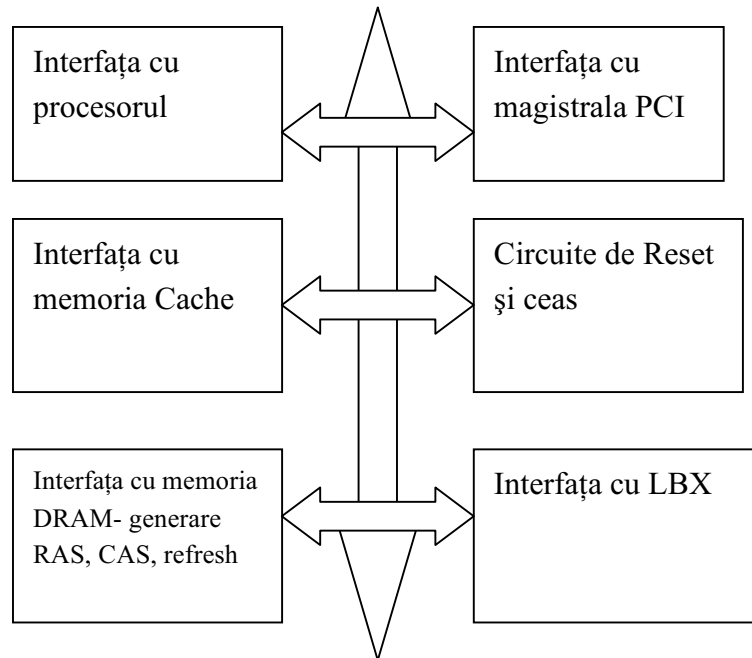 Interfața cu
procesorul
Interfața cu
magistrala PCI
Interfața cu
memoria Cache
Circuite de Reset
şi ceas
Interfața cu memoria
DRAM- generare
RAS, CAS, refresh
Interfața cu LBX